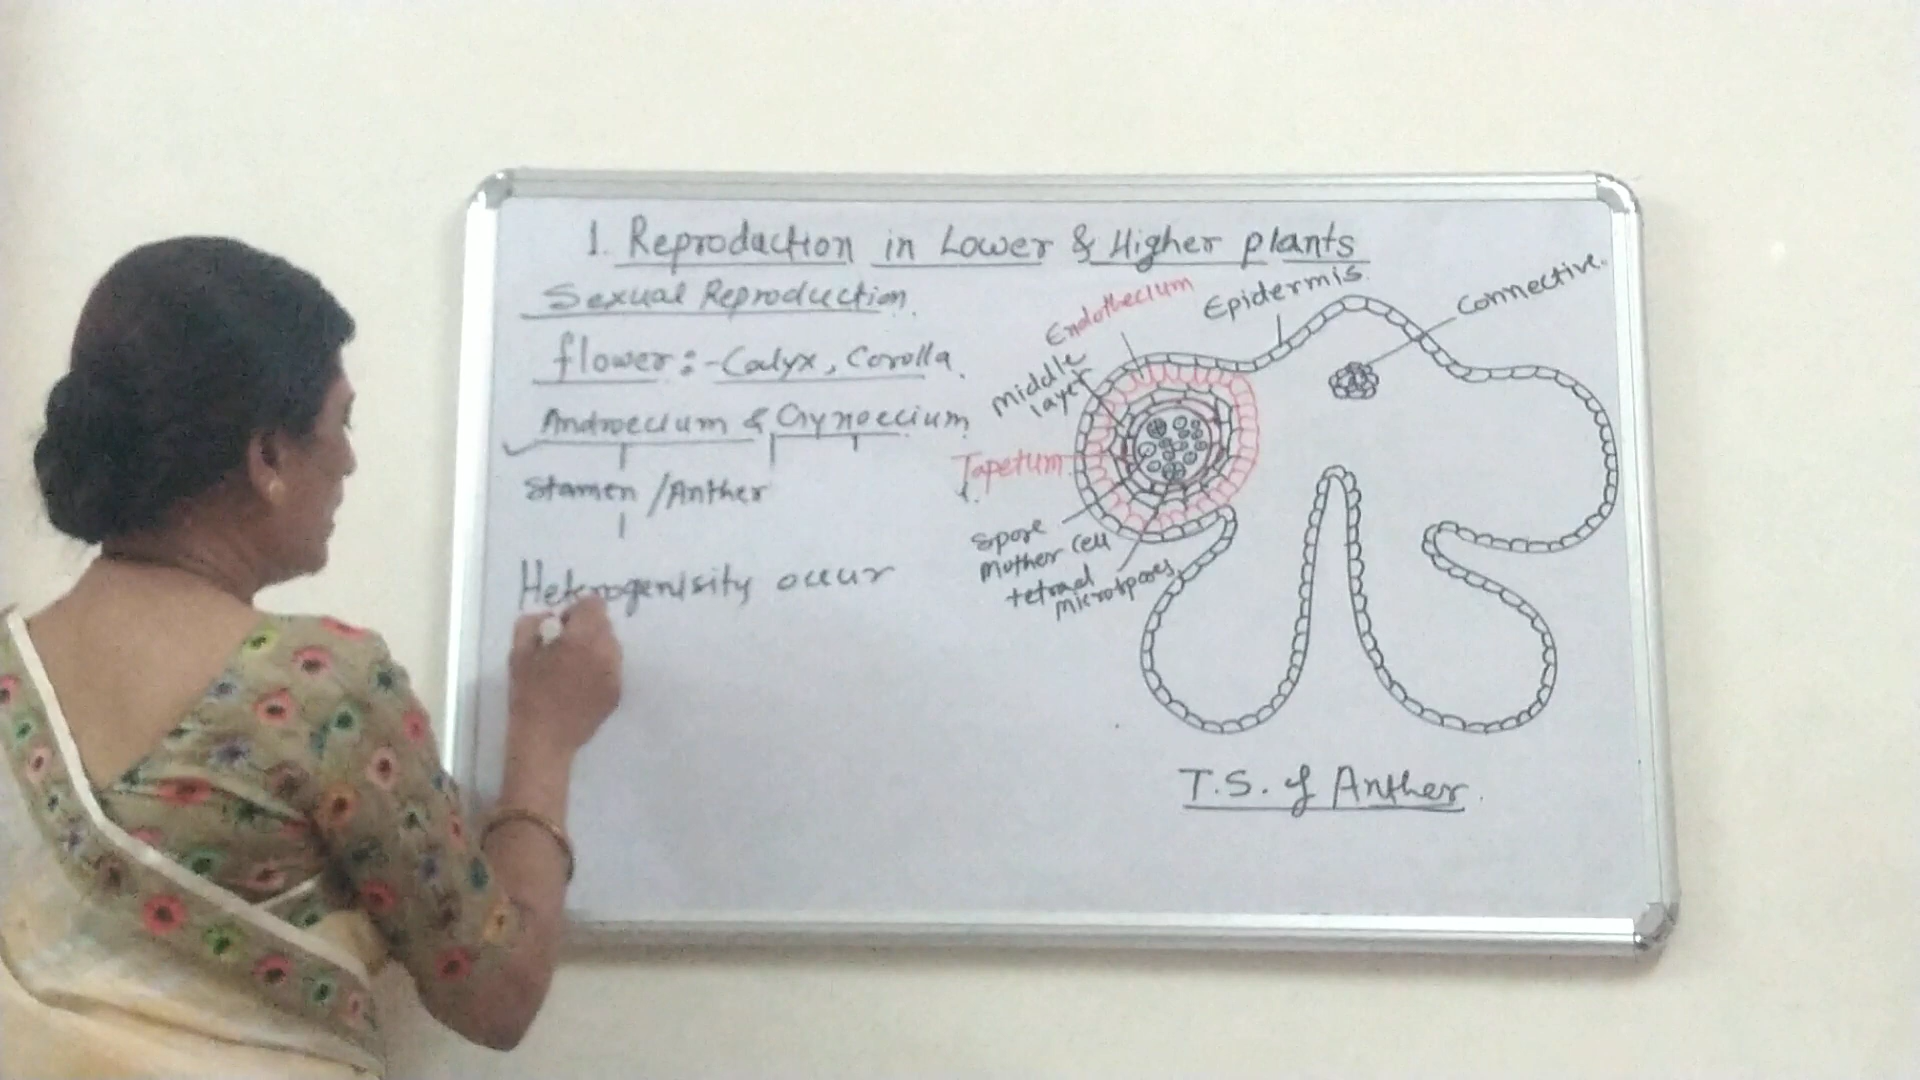 1. Reproduction in Lower & Higher plants
Sexual Reproduction.
flower :- Calyx, Corolla.
Androecium & Gynoecium.
Stamen / Anther
Heterogenisity occur
Endothecium
Epidermis.
Connective.
Middle
layer
Tapetum
Spore
mother cell
tetrad
microspores
T.S. of Anther.